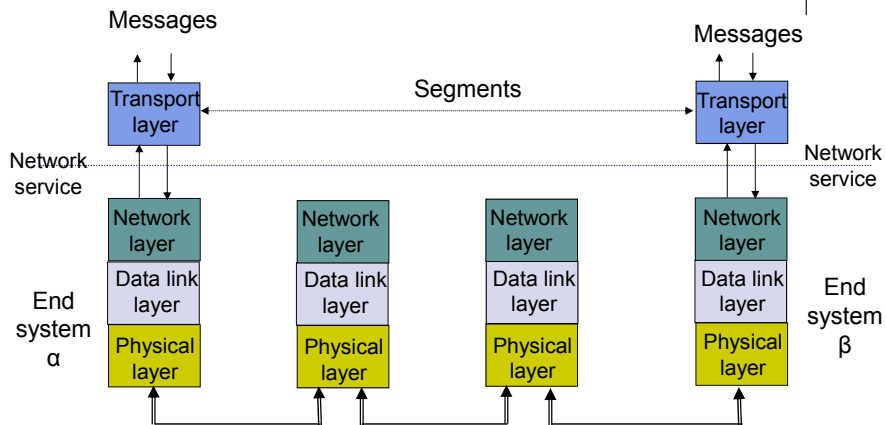 Messages
Messages
Transport
layer
Segments
Transport
layer
Network
service
Network
service
Network
layer
Network
layer
Network
layer
Network
layer
Data link
layer
Data link
layer
Data link
layer
Data link
layer
End
system
α
End
system
β
Physical
layer
Physical
layer
Physical
layer
Physical
layer